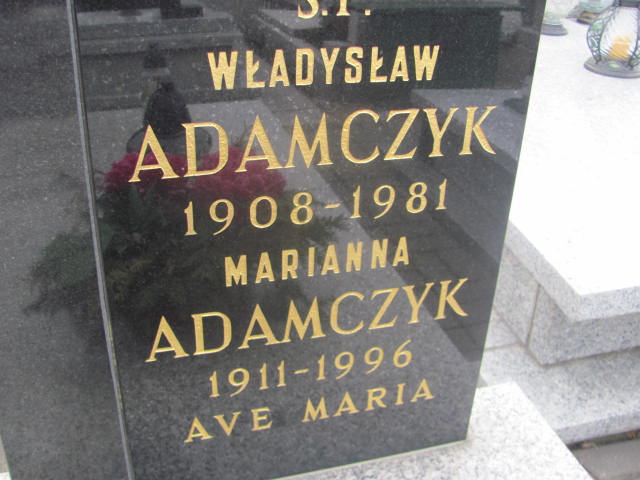 Ś.P.
WŁADYSŁAW
ADAMCZYK
1908-1981
MARIANNA
ADAMCZYK
1911-1996
AVE MARIA